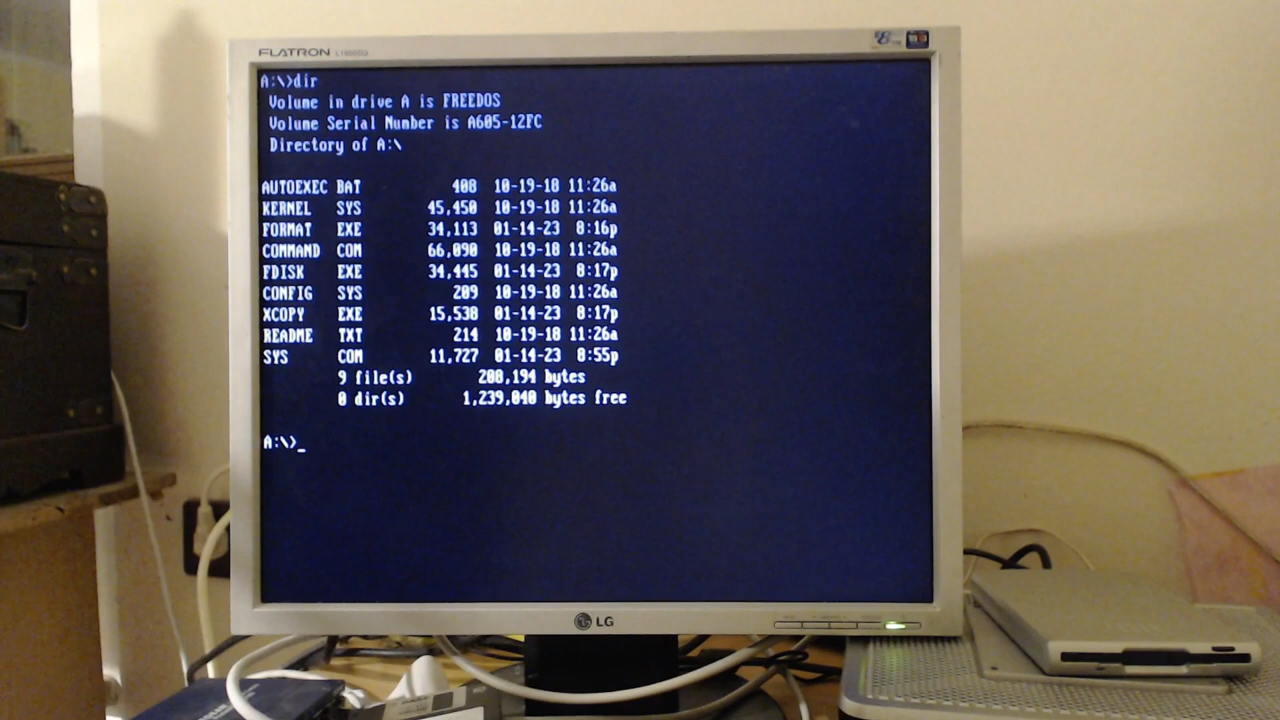 FLATRON
A:\>dir
Volume in drive A is FREEDOS
Volume Serial Number is A605-12FC
Directory of A:\
AUTOEXEC BAT 408 10-19-18 11:26a
KERNEL SYS 45,450 10-19-18 11:26a
FORMAT EXE 34,113 01-14-23 8:16p
COMMAND COM 66,090 10-19-18 11:26a
FDISK EXE 34,445 01-14-23 8:17p
CONFIG SYS 209 10-19-18 11:26a
XCOPY EXE 15,538 01-14-23 8:17p
README TXT 214 10-19-18 11:26a
SYS COM 11,727 01-14-23 8:55p
9 file(s) 208,194 bytes
0 dir(s) 1,239,040 bytes free
A:\>_
LG